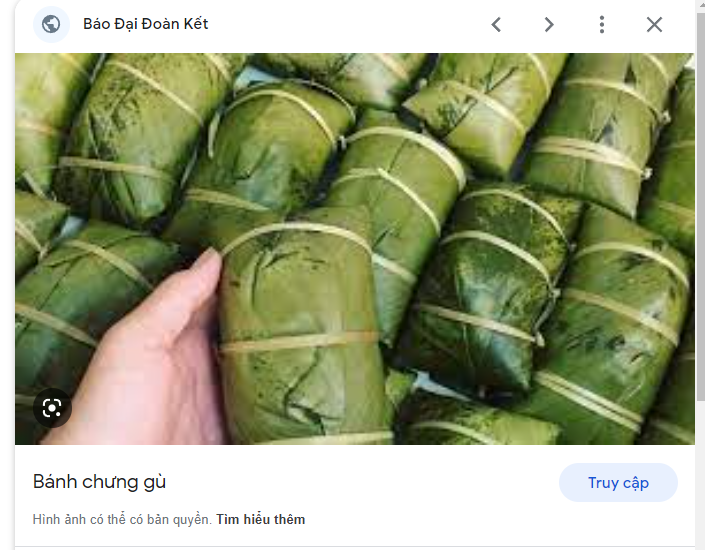 Báo Đại Đoàn Kết
Bánh chưng gù
Truy cập
Hình ảnh có thể có bản quyền. Tìm hiểu thêm